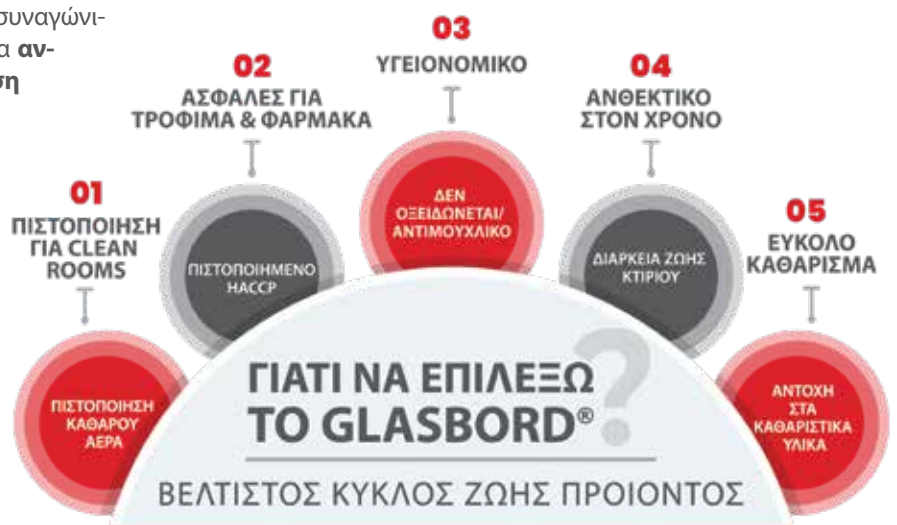 συναγώνι-
α αν-
ση
01
ΠΙΣΤΟΠΟΙΗΣΗ
ΓΙΑ CLEAN
ROOMS
ΠΙΣΤΟΠΟΙΗΣΗ
ΚΑΘΑΡΟΥ
ΑΕΡΑ
02
ΑΣΦΑΛΕΣ ΓΙΑ
ΤΡΟΦΙΜΑ & ΦΑΡΜΑΚΑ
ΠΙΣΤΟΠΟΙΗΜΕΝΟ
HACCP
03
ΥΓΕΙΟΝΟΜΙΚΟ
ΔΕΝ
ΟΞΕΙΔΩΝΕΤΑΙ/
ΑΝΤΙΜΟΥΧΛΙΚΟ
04
ΑΝΘΕΚΤΙΚΟ
ΣΤΟΝ ΧΡΟΝΟ
ΔΙΑΡΚΕΙΑ ΖΩΗΣ
ΚΤΙΡΙΟΥ
05
ΕΥΚΟΛΟ
ΚΑΘΑΡΙΣΜΑ
ΑΝΤΟΧΗ
ΣΤΑ
ΚΑΘΑΡΙΣΤΙΚΑ
ΥΛΙΚΑ
ΓΙΑΤΙ ΝΑ ΕΠΙΛΕΞΩ
ΤΟ GLASBORD®?
ΒΕΛΤΙΣΤΟΣ ΚΥΚΛΟΣ ΖΩΗΣ ΠΡΟΙΟΝΤΟΣ